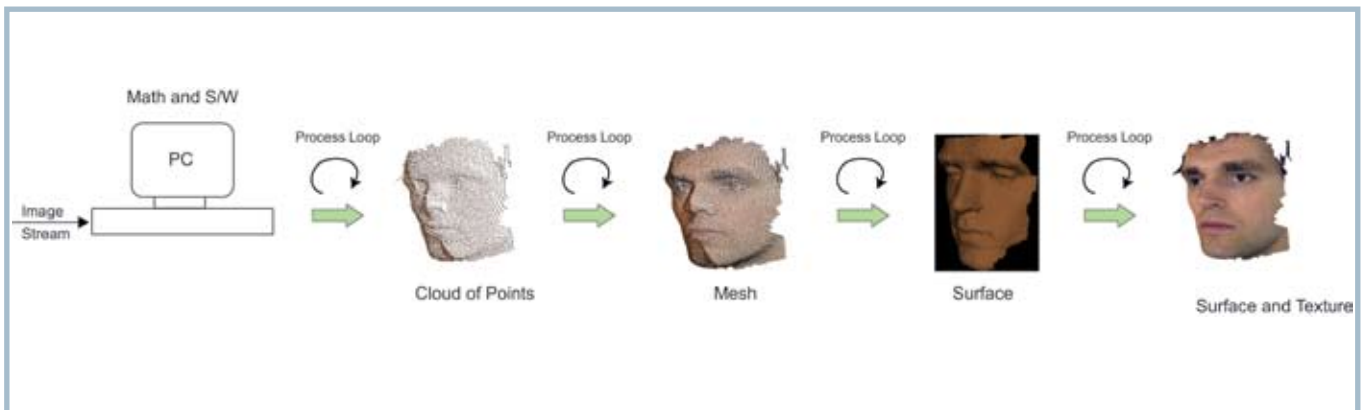 Math and S/W
PC
Image
Stream
Process Loop
Process Loop
Process Loop
Process Loop
Cloud of Points
Mesh
Surface
Surface and Texture